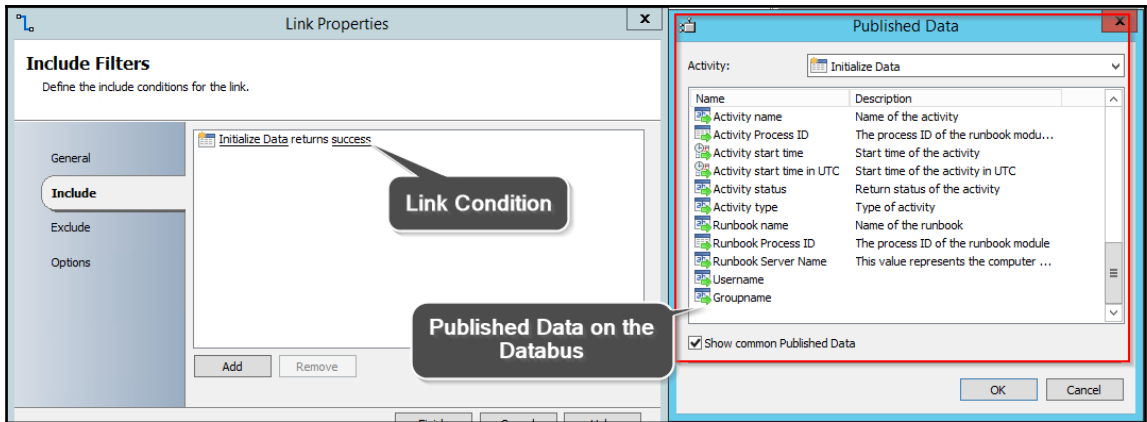 Link Properties
x
Include Filters
Define the include conditions for the link.
General
Include
Exclude
Options
Initialize Data returns success
Link Condition
Add
Remove
Published Data
x
Activity:
Initialize Data
Name Description
Activity name Name of the activity
Activity Process ID The process ID of the runbook modu...
Activity start time Start time of the activity
Activity start time in UTC Start time of the activity in UTC
Activity status Return status of the activity
Activity type Type of activity
Runbook name Name of the runbook
Runbook Process ID The process ID of the runbook module
Runbook Server Name This value represents the computer ...
Username
Groupname
Published Data on the
Databus
Show common Published Data
OK
Cancel